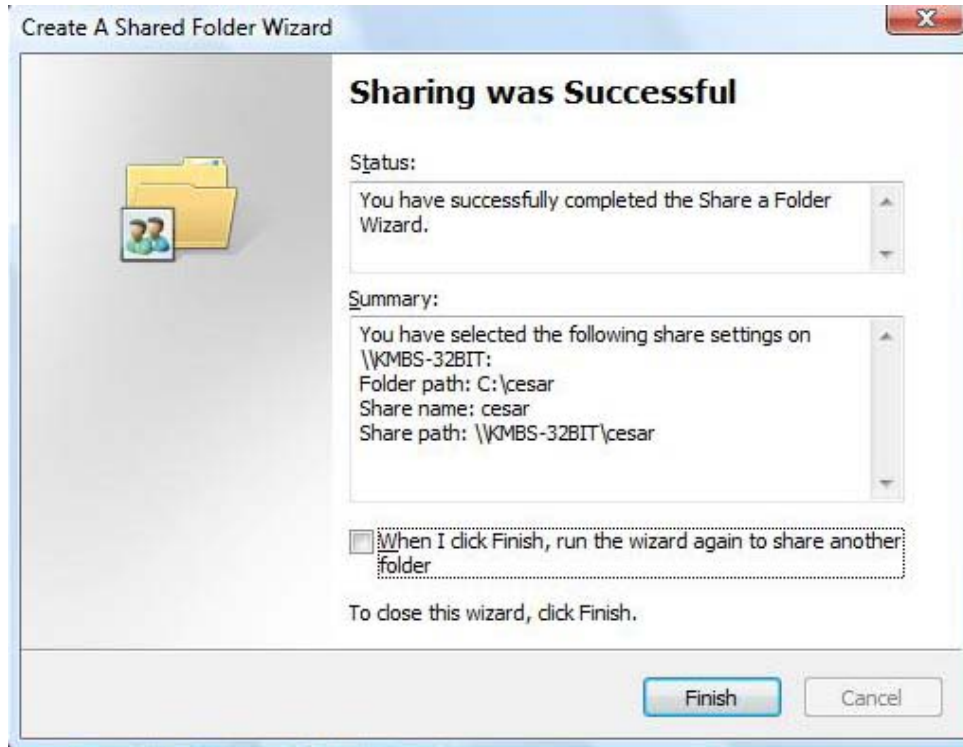 Create A Shared Folder Wizard
Sharing was Successful
Status:
You have successfully completed the Share a Folder
Wizard.
Summary:
You have selected the following share settings on
\\KMBS-32BIT:
Folder path: C:\cesar
Share name: cesar
Share path: \\KMBS-32BIT\cesar
When I click Finish, run the wizard again to share another
folder
To close this wizard, click Finish.
Finish Cancel